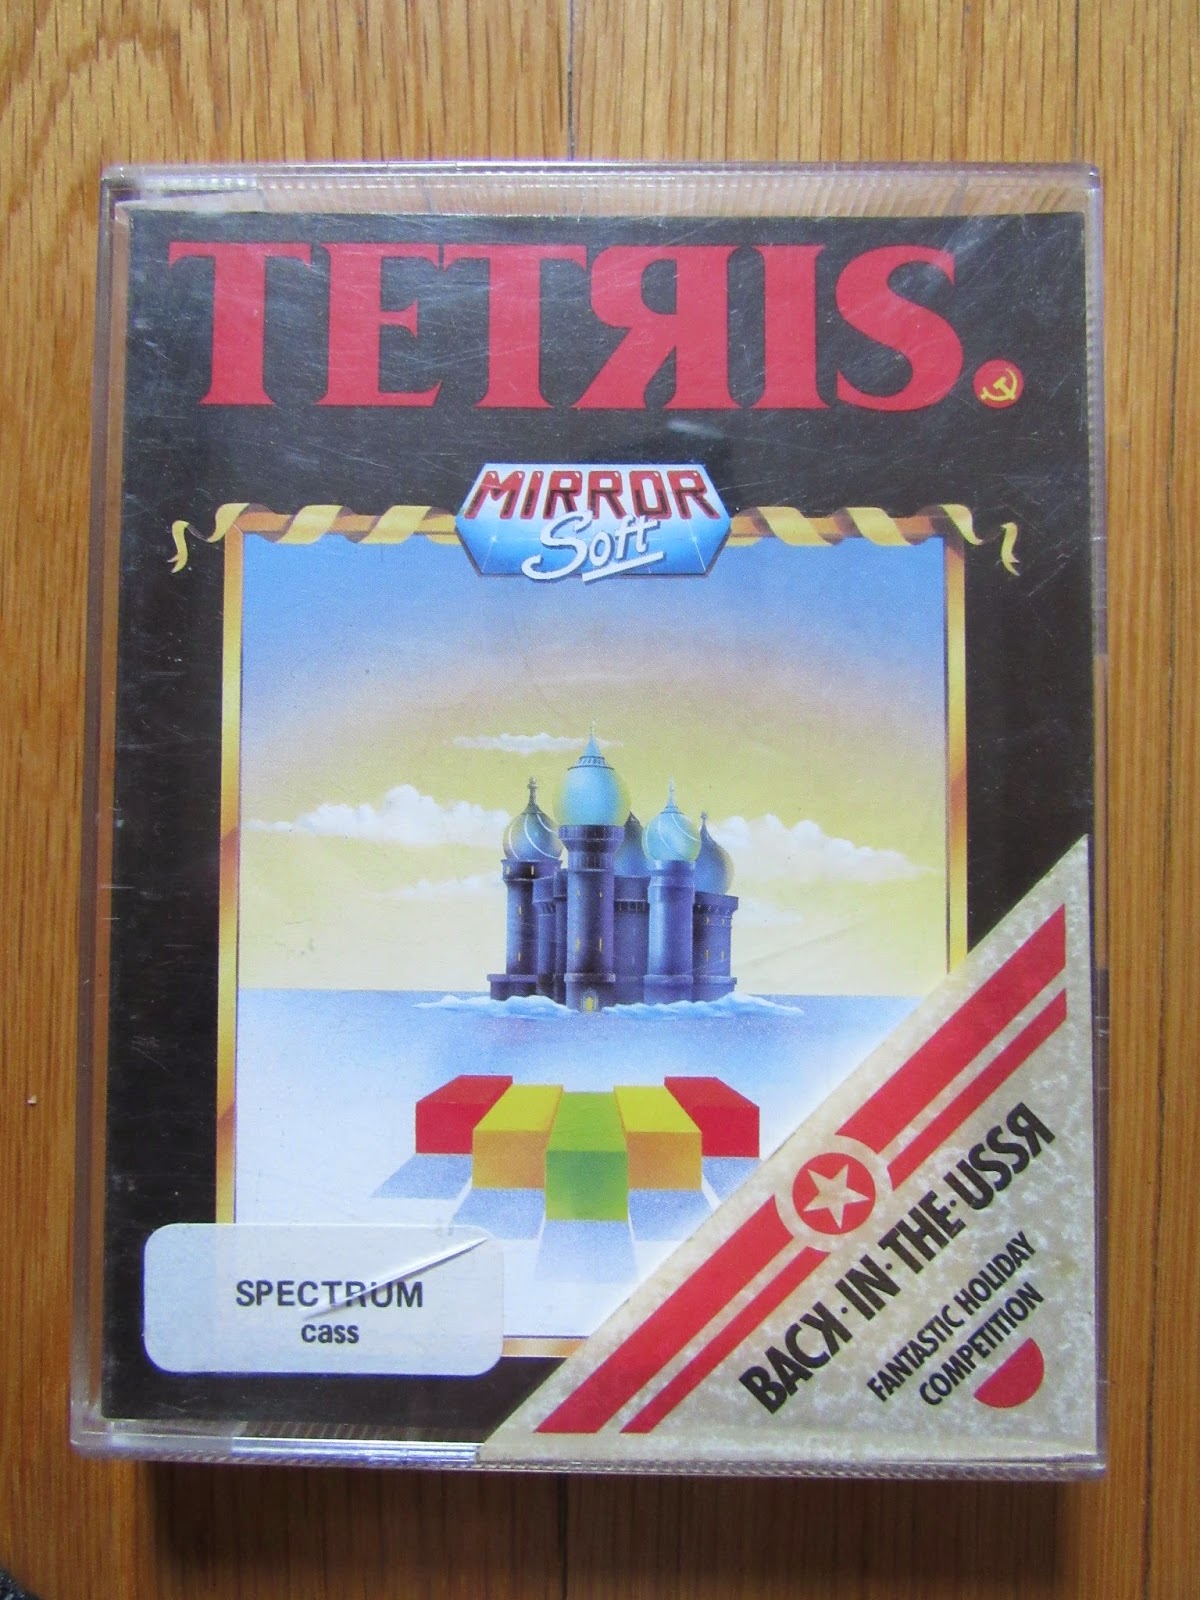 TETЯIS.
MIRROR
Soft
SPECTRUM
cass
BACK·IN·THE·USSЯ
FANTASTIC HOLIDAY
COMPETITION